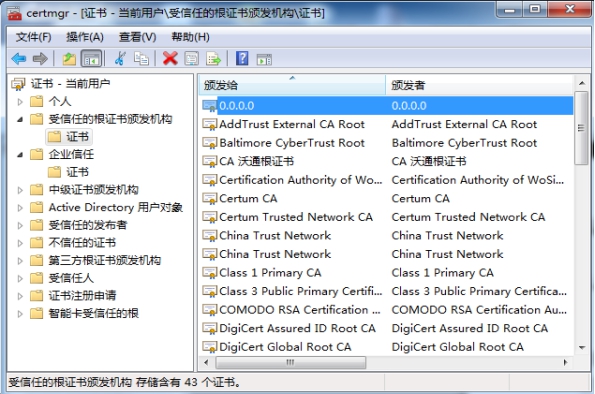 certmgr - [证书 - 当前用户\受信任的根证书颁发机构\证书]
文件(F) 操作(A) 查看(V) 帮助(H)
证书 - 当前用户
个人
受信任的根证书颁发机构
证书
企业信任
证书
中级证书颁发机构
Active Directory 用户对象
受信任的发布者
不信任的证书
第三方根证书颁发机构
受信任人
证书注册申请
智能卡受信任的根
颁发给 颁发者
0.0.0.0 0.0.0.0
AddTrust External CA Root AddTrust External CA Root
Baltimore CyberTrust Root Baltimore CyberTrust Root
CA 沃通根证书 CA 沃通根证书
Certification Authority of Wo... Certification Authority of WoSi...
Certum CA Certum CA
Certum Trusted Network CA Certum Trusted Network CA
China Trust Network China Trust Network
China Trust Network China Trust Network
Class 1 Primary CA Class 1 Primary CA
Class 3 Public Primary Certifi... Class 3 Public Primary Certifica...
COMODO RSA Certification ... COMODO RSA Certification Au...
DigiCert Assured ID Root CA DigiCert Assured ID Root CA
DigiCert Global Root CA DigiCert Global Root CA
受信任的根证书颁发机构 存储含有 43 个证书。